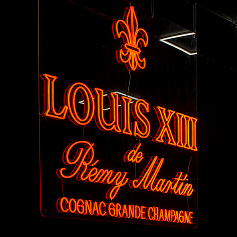 LOUIS XIII
de
Rémy Martin
COGNAC GRANDE CHAMPAGNE